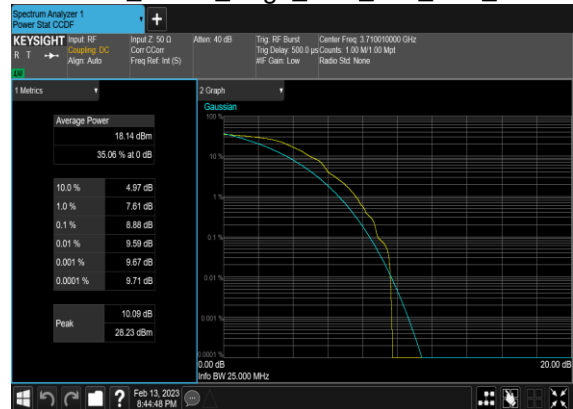 Spectrum Analyzer 1
Power Stat CCDF
KEYSIGHT
R T
LW
Input: RF
Coupling: DC
Align: Auto
Input Z: 50 Ω
Corr CCorr
Freq Ref: Int (S)
Atten: 40 dB
Trig: RF Burst
Trig Delay: 500.0 µs
#IF Gain: Low
Center Freq: 3.710010000 GHz
Counts: 1.00 M/1.00 Mpt
Radio Std: None
1 Metrics
Average Power
18.14 dBm
35.06 % at 0 dB
10.0 % 4.97 dB
1.0 % 7.61 dB
0.1 % 8.88 dB
0.01 % 9.59 dB
0.001 % 9.67 dB
0.0001 % 9.71 dB
Peak
10.09 dB
28.23 dBm
2 Graph
Gaussian
100 %
10 %
1 %
0.1 %
0.01 %
0.001 %
0.0001 %
0.00 dB
20.00 dB
Info BW 25.000 MHz
?
Feb 13, 2023
8:44:48 PM